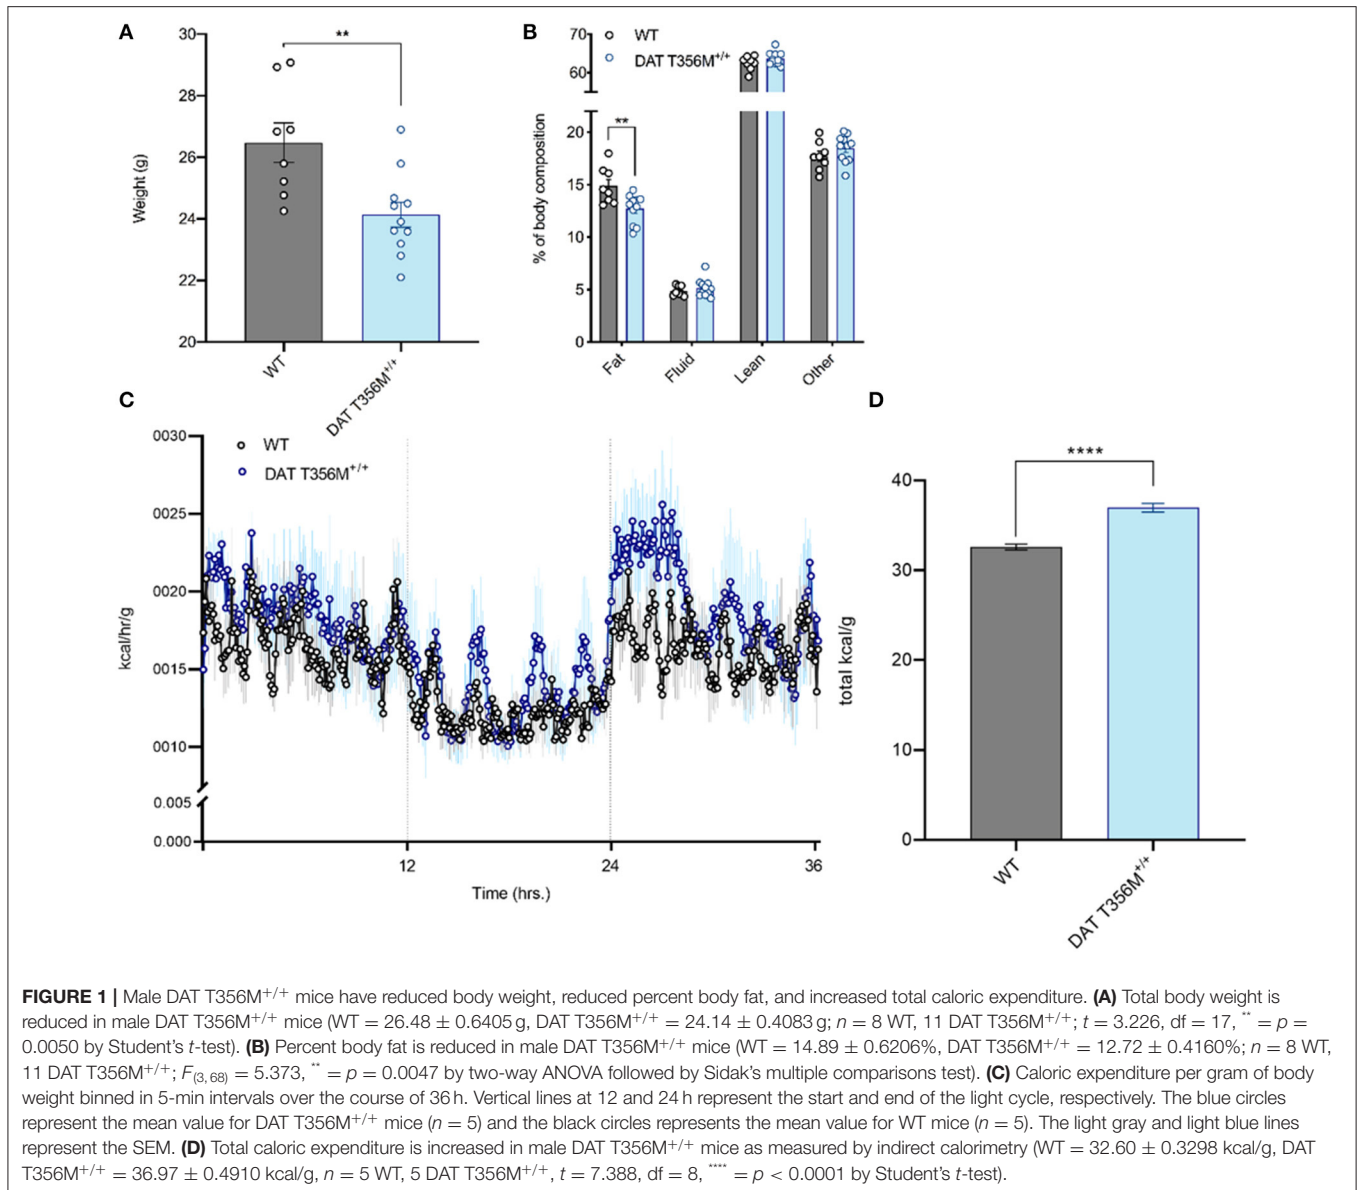 A
30
28
26
24
22
20
Weight (g)
**
WT
DAT T356M+/+
B
70
60
20
15
10
5
0
% of body composition
WT
DAT T356M+/+
**
Fat
Fluid
Lean
Other
C
0030
0025
0020
0015
0010
0.005
0.000
kcal/hr/g
WT
DAT T356M+/+
12
24
36
Time (hrs.)
D
40
30
20
10
0
total kcal/g
****
WT
DAT T356M+/+
FIGURE 1 | Male DAT T356M+/+ mice have reduced body weight, reduced percent body fat, and increased total caloric expenditure. (A) Total body weight is
reduced in male DAT T356M+/+ mice (WT = 26.48 ± 0.6405 g, DAT T356M+/+ = 24.14 ± 0.4083 g; n = 8 WT, 11 DAT T356M+/+; t = 3.226, df = 17, ** = p =
0.0050 by Student's t-test). (B) Percent body fat is reduced in male DAT T356M+/+ mice (WT = 14.89 ± 0.6206%, DAT T356M+/+ = 12.72 ± 0.4160%; n = 8 WT,
11 DAT T356M+/+; F(3, 68) = 5.373, ** = p = 0.0047 by two-way ANOVA followed by Sidak's multiple comparisons test). (C) Caloric expenditure per gram of body
weight binned in 5-min intervals over the course of 36 h. Vertical lines at 12 and 24 h represent the start and end of the light cycle, respectively. The blue circles
represent the mean value for DAT T356M+/+ mice (n = 5) and the black circles represents the mean value for WT mice (n = 5). The light gray and light blue lines
represent the SEM. (D) Total caloric expenditure is increased in male DAT T356M+/+ mice as measured by indirect calorimetry (WT = 32.60 ± 0.3298 kcal/g, DAT
T356M+/+ = 36.97 ± 0.4910 kcal/g, n = 5 WT, 5 DAT T356M+/+, t = 7.388, df = 8, **** = p < 0.0001 by Student's t-test).